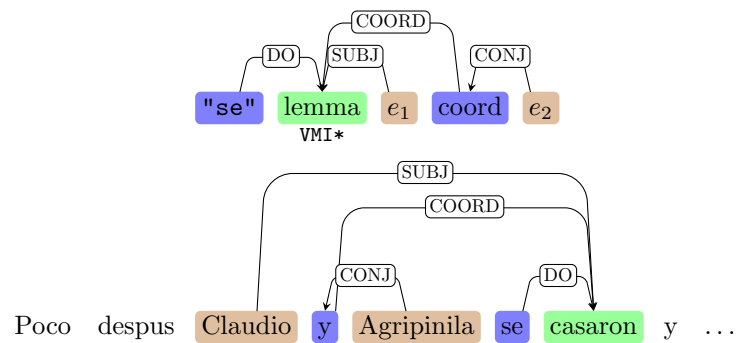 COORD
DO SUBJ CONJ
"se" lemma e₁ coord e₂
VMI*
SUBJ
COORD
CONJ DO
Poco despus Claudio y Agripinila se casaron y ...